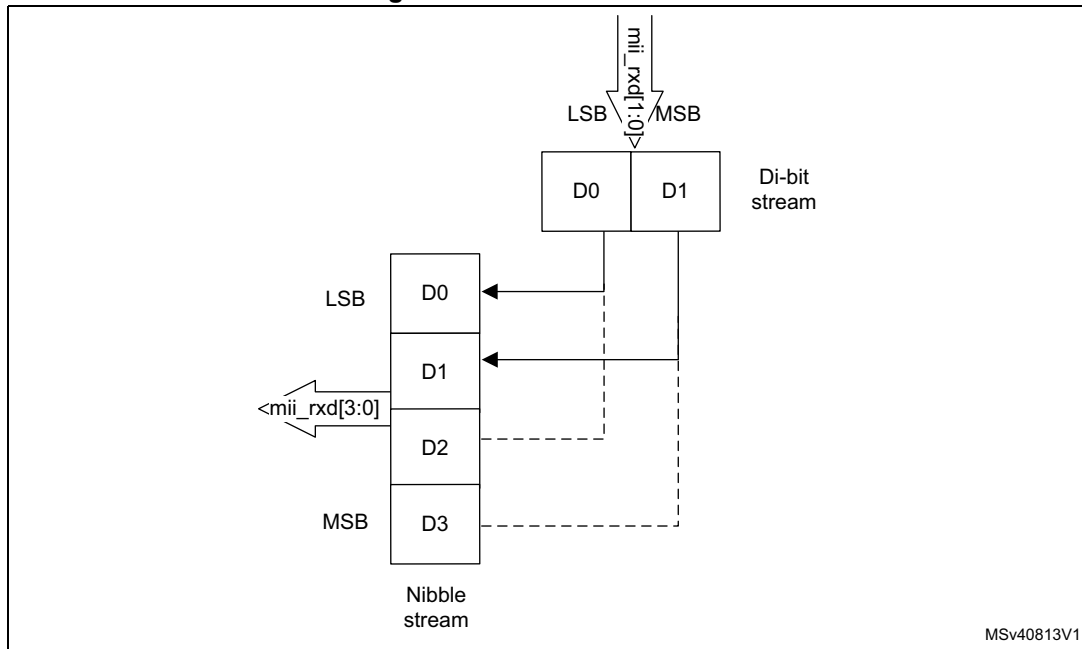 mii_rxd[1:0]>
LSB
MSB
D0
D1
Di-bit
stream
LSB
D0
D1
<mii_rxd[3:0]
D2
MSB
D3
Nibble
stream
MSv40813V1